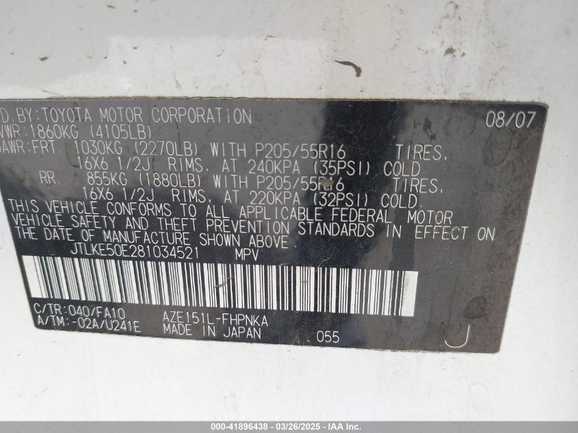 D. BY: TOYOTA MOTOR CORPORATION 08/07
VWR: 1860KG (4105LB)
GAWR: FRT 1030KG (2270LB) WITH P205/55R16 TIRES,
16X6 1/2J RIMS, AT 240KPA (35PSI) COLD
RR 855KG (1880LB) WITH P205/55R16 TIRES,
16X6 1/2J RIMS, AT 220KPA (32PSI) COLD.
THIS VEHICLE CONFORMS TO ALL APPLICABLE FEDERAL MOTOR
VEHICLE SAFETY AND THEFT PREVENTION STANDARDS IN EFFECT ON
THE DATE OF MANUFACTURE SHOWN ABOVE.
JTLKE50E281034521 MPV
C/TR: 040/FA10 AZE151L-FHPNKA
A/TM: -02A/U241E MADE IN JAPAN 055 J
000-41896438 - 03/26/2025 - IAA Inc.